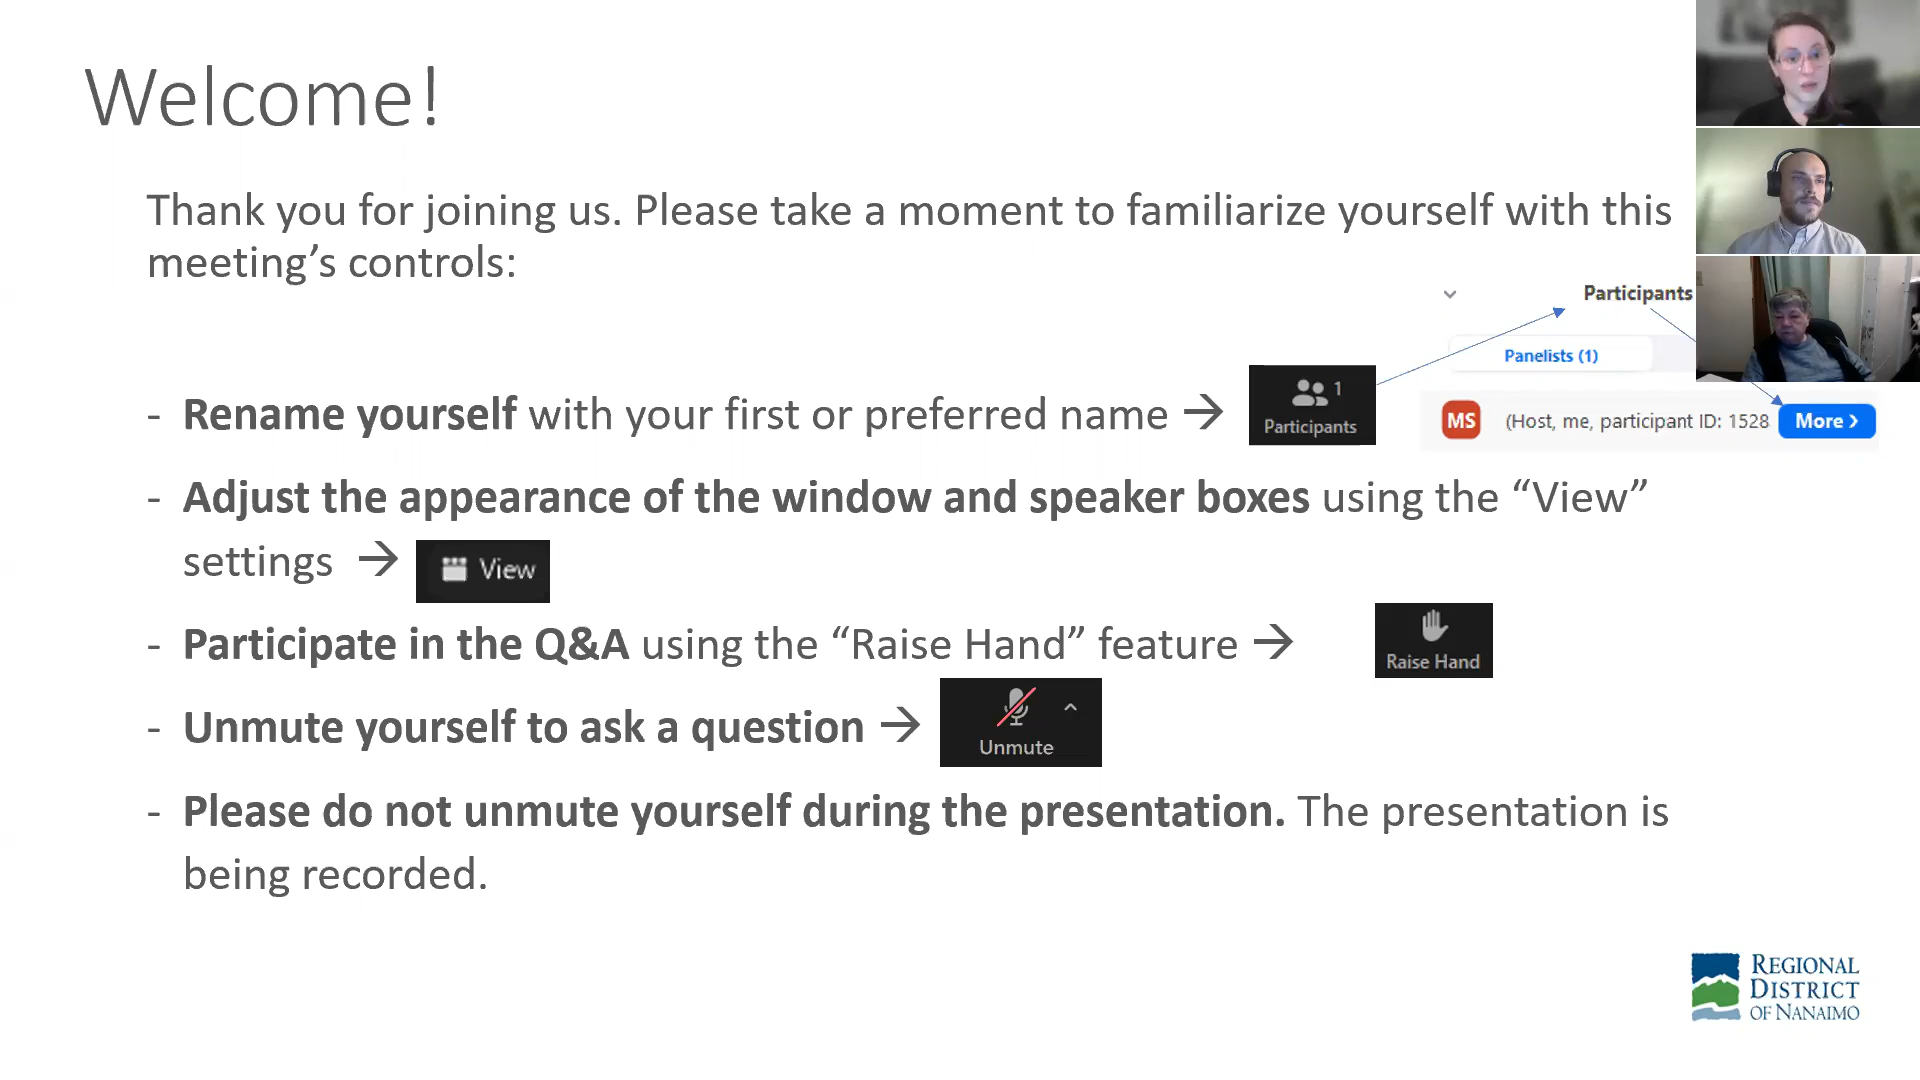 Welcome!
Thank you for joining us. Please take a moment to familiarize yourself with this
meeting’s controls:
Participants
Panelists (1)
- Rename yourself with your first or preferred name →
1
Participants
MS (Host, me, participant ID: 1528 More >
- Adjust the appearance of the window and speaker boxes using the “View”
settings → View
- Participate in the Q&A using the “Raise Hand” feature →
Raise Hand
- Unmute yourself to ask a question →
Unmute
- Please do not unmute yourself during the presentation. The presentation is
being recorded.
REGIONAL
DISTRICT
OF NANAIMO